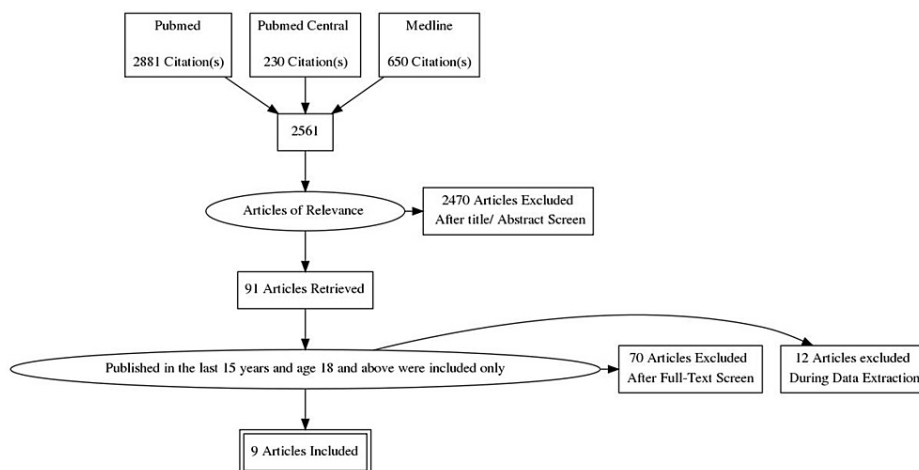 Pubmed
2881 Citation(s)
Pubmed Central
230 Citation(s)
Medline
650 Citation(s)
2561
Articles of Relevance
2470 Articles Excluded
After title/ Abstract Screen
91 Articles Retrieved
Published in the last 15 years and age 18 and above were included only
70 Articles Excluded
After Full-Text Screen
12 Articles excluded
During Data Extraction
9 Articles Included